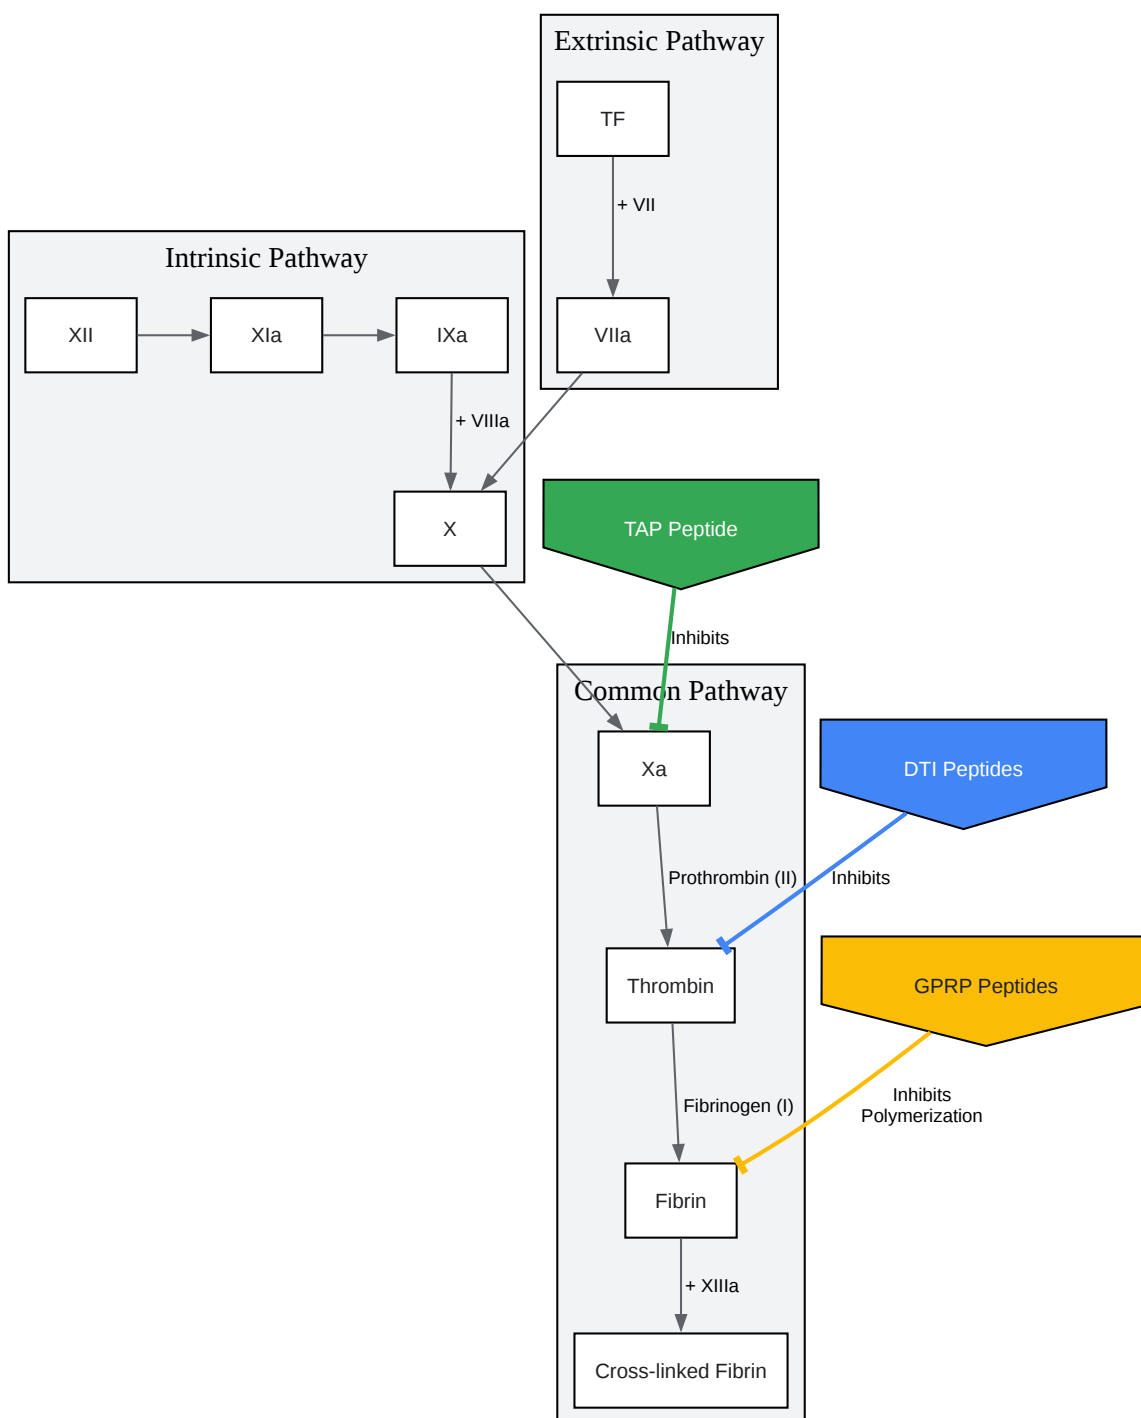 Extrinsic Pathway
TF
+ VII
Intrinsic Pathway
XII
XIa
IXa
VIIa
+ VIIIa
X
TAP Peptide
Inhibits
Common Pathway
Xa
DTI Peptides
Prothrombin (II)
Inhibits
Thrombin
GPRP Peptides
Fibrinogen (I)
Inhibits
Polymerization
Fibrin
+ XIIIa
Cross-linked Fibrin